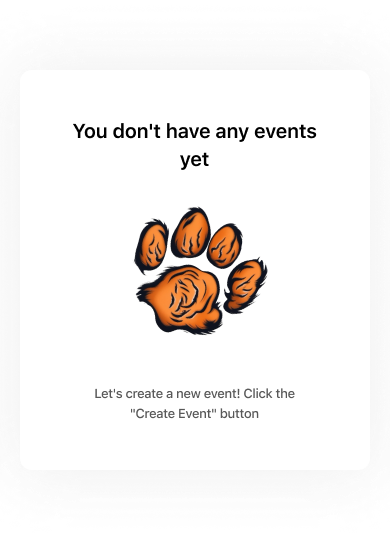 You don't have any events
yet
Let's create a new event! Click the
"Create Event" button